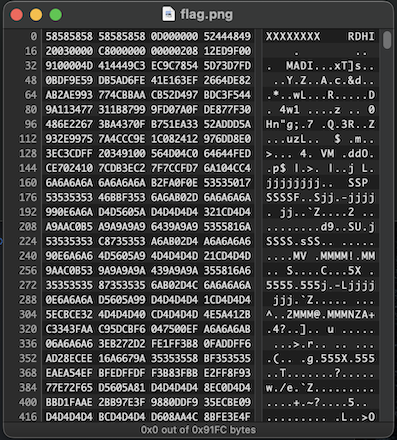 flag.png
0 58585858 58585858 0D000000 52444849 XXXXXXXX RDHI
16 20030000 C8000000 00000208 12ED9F00
32 9100004D 414449C3 EC9C7854 5D73D7FD . MADI...xT]s..
48 0BDF9E59 DB5AD6FE 41E163EF 2664DE82 ...Y.Z..A.c.&d..
64 AB2AE993 774CBBAA CB52D497 BDC3F544 .*..wL...R.....D
80 9A113477 311B8799 9FD07A0F DE877F30 . 4w1 ....z .. 0
96 486E2267 3BA4370F B751EA33 52ADDD5A Hn"g;.7 .Q.3R..Z
112 932E9975 7A4CCC9E 1C082412 976DD8E0 ...uzL.. $ .m..
128 3EC3CDFF 20349100 564D04C0 64644FED >... 4. VM .ddO.
144 CE702410 7CDB3EC2 7F7CCFD7 6A104CC4 .p$ |.>. |..j L.
160 6A6A6A6A 6A6A6A6A B2FA0F0E 53535017 jjjjjjjj.. SSP
176 53535353 46BBF353 6A6AB02D 6A6A6A6A SSSSF..Sjj.-jjjj
192 990E6A6A D4D5605A D4D4D4D4 321CD4D4 . jj..`Z....2 ..
208 A9AAC0B5 A9A9A9A9 6439A9A9 5355816A ........d9..SU.j
224 53535353 C8735353 A6AB02D4 A6A6A6A6 SSSS.sSS.. .....
240 90E6A6A6 4D5605A9 4D4D4D4D 21CD4D4D ....MV .MMMM!.MM
256 9AAC0B53 9A9A9A9A 439A9A9A 355816A6 .. S....C...5X .
272 35353535 87353535 6AB02D4C 6A6A6A6A 5555.555j.-Ljjjj
288 0E6A6A6A D5605A99 D4D4D4D4 1CD4D4D4 jjj.`Z.....
304 5ECBCE32 4D4D4D40 CD4D4D4D 4E5A412B ^..2MMM@.MMMNZA+
320 C3343FAA C95DCBF6 047500EF A6A6A6AB .4?..].. u .....
336 06A6A6A6 3EB272D2 FE1FF3B8 0FADDFF6 ...>.r.. .. ...
352 AD28ECEE 16A6679A 35353558 BF353535 .(.. .g.555X.555
368 EAEA54EF BFEDFFDF F3B83FBB E2FF8F93 ..T.......?.....
384 77E72F65 D5605A81 D4D4D4D4 8EC0D4D4 w./e.`Z.........
400 BBD1FAAE 2BB97E3F 9880DDF9 35ECBE09 ....+.~?....5..
416 D4D4D4D4 BCD4D4D4 D608AA4C 8BFE3E4F ......... .L..>O
0x0 out of 0x91FC bytes